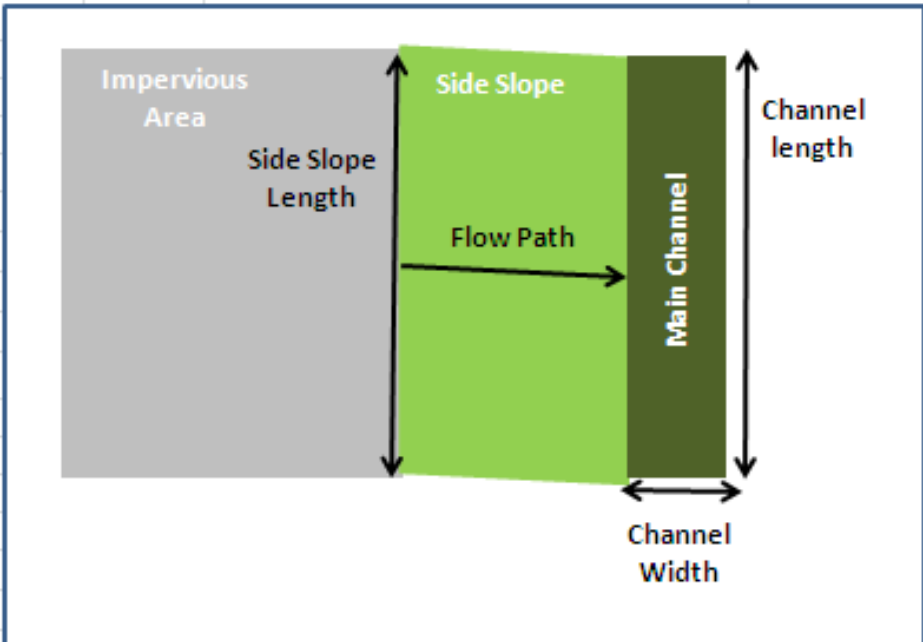 Impervious
Area
Side Slope
Channel
length
Side Slope
Length
Flow Path
Main Channel
Channel
Width